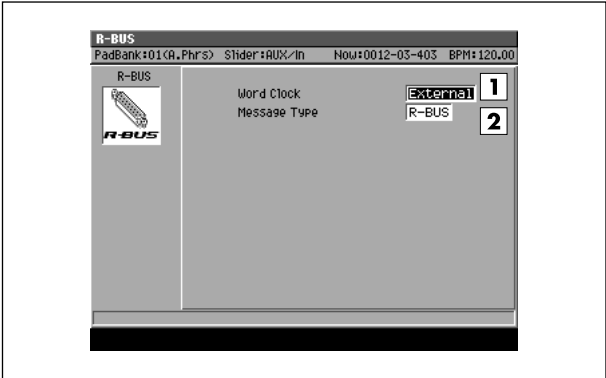 R-BUS
PadBank:01(A.Phrs) Slider:AUX/In Now:0012-03-403 BPM:120.00
R-BUS
R-BUS
Word Clock External 1
Message Type R-BUS 2